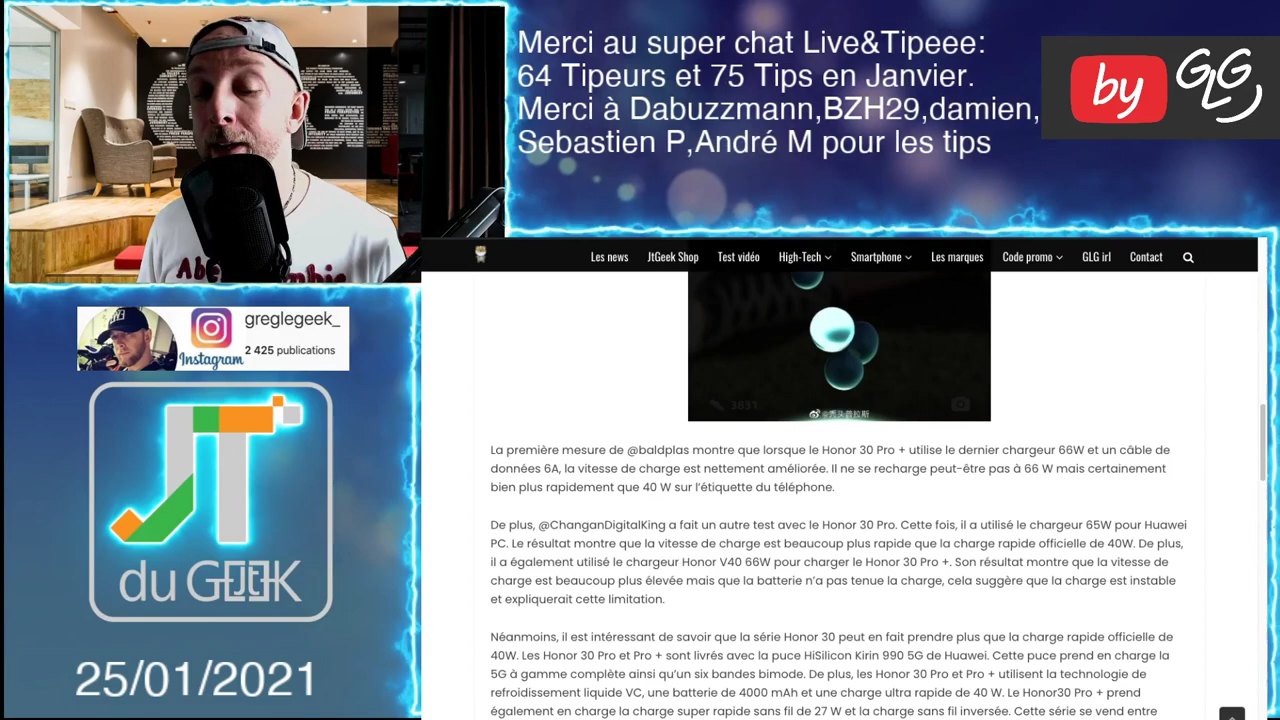 Merci au super chat Live&Tipeee:
64 Tipeurs et 75 Tips en Janvier.
Merci à Dabuzzmann BZH29,damien,
Sebastien P,Andre M pour les tips
by GLG
Les news JtGeek Shop Test vidéo High-Tech Smartphone Les marques Code promo GLG irl Contact
greglegeek_
Instagram
2 425 publications
JT
du GEEK
25/01/2021
3831
La première mesure de @baldplas montre que lorsque le Honor 30 Pro + utilise le dernier chargeur 66W et un câble de
données 6A, la vitesse de charge est nettement améliorée. Il ne se recharge peut-être pas à 66 W mais certainement
bien plus rapidement que 40 W sur l’étiquette du téléphone.
De plus, @ChanganDigitalKing a fait un autre test avec le Honor 30 Pro. Cette fois, il a utilisé le chargeur 65W pour Huawei
PC. Le résultat montre que la vitesse de charge est beaucoup plus rapide que la charge rapide officielle de 40W. De plus,
il a également utilisé le chargeur Honor V40 66W pour charger le Honor 30 Pro +. Son résultat montre que la vitesse de
charge est beaucoup plus élevée mais que la batterie n’a pas tenue la charge, cela suggère que la charge est instable
et expliquerait cette limitation.
Néanmoins, il est intéressant de savoir que la série Honor 30 peut en fait prendre plus que la charge rapide officielle de
40W. Les Honor 30 Pro et Pro + sont livrés avec la puce HiSilicon Kirin 990 5G de Huawei. Cette puce prend en charge la
5G à gamme complète ainsi qu’un six bandes bimode. De plus, les Honor 30 Pro et Pro + utilisent la technologie de
refroidissement liquide VC, une batterie de 4000 mAh et une charge ultra rapide de 40 W. Le Honor30 Pro + prend
également en charge la charge super rapide sans fil de 27 W et la charge sans fil inversée. Cette série se vend entre